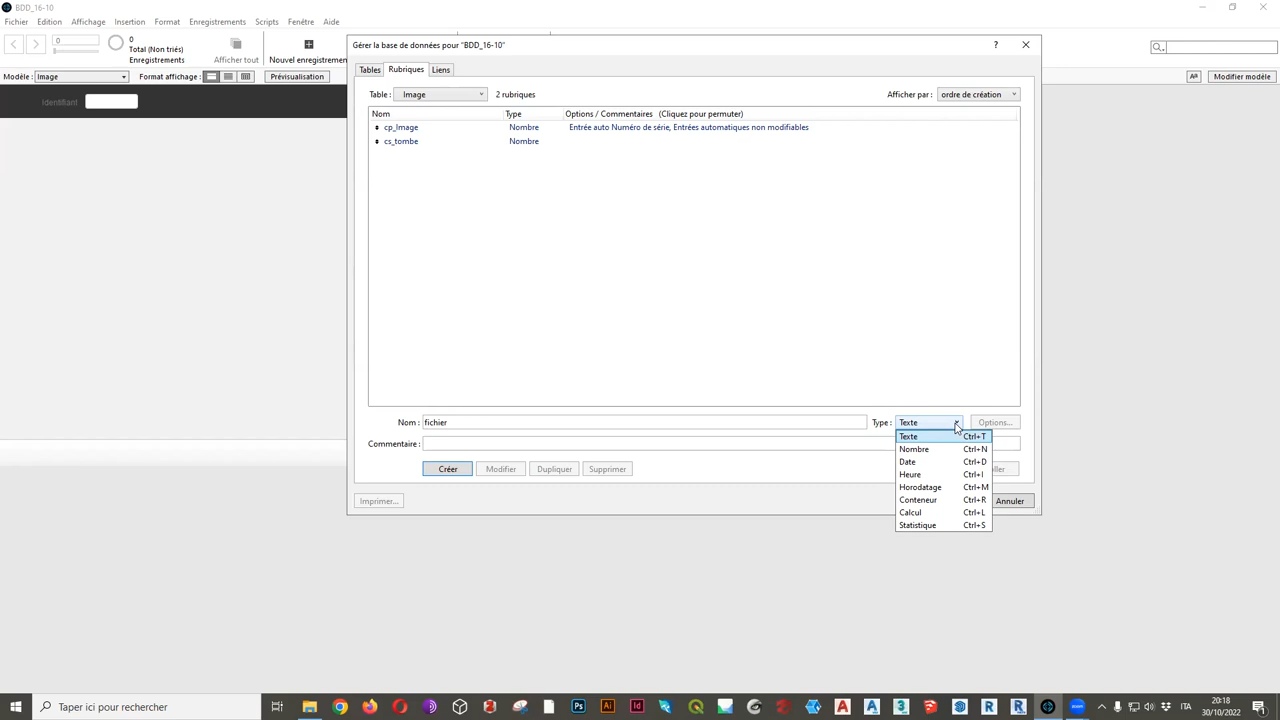 BDD_16-10
Fichier Edition Affichage Insertion Format Enregistrements Scripts Fenêtre Aide
0
0
Total (Non triés)
Enregistrements
Afficher tout
Nouvel enregistrement
Modèle : Image
Format affichage :
Prévisualisation
Modifier modèle
Identifiant
Gérer la base de données pour "BDD_16-10"
?
Tables Rubriques Liens
Table : Image 2 rubriques
Afficher par : ordre de création
Nom Type Options / Commentaires (Cliquez pour permuter)
cp_Image Nombre Entrée auto Numéro de série, Entrées automatiques non modifiables
cs_tombe Nombre
Nom : fichier
Type : Texte
Options...
Commentaire :
Texte Ctrl+T
Nombre Ctrl+N
Date Ctrl+D
Heure Ctrl+I
Horodatage Ctrl+M
Conteneur Ctrl+R
Calcul Ctrl+L
Statistique Ctrl+S
Créer Modifier Dupliquer Supprimer
Imprimer...
Annuler
Taper ici pour rechercher
ITA
20:18
30/10/2022